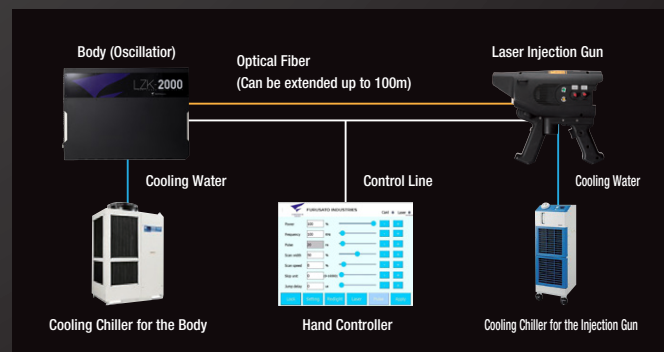 Body (Oscillatior)
Optical Fiber
(Can be extended up to 100m)
Laser Injection Gun
LZK 2000
Cooling Water
Control Line
Cooling Water
FURUSATO INDUSTRIES
Power
%
Frequency
Pulse
Scan width
%
Scan speed
%
Laser
Cooling Chiller for the Body
Hand Controller
Cooling Chiller for the Injection Gun